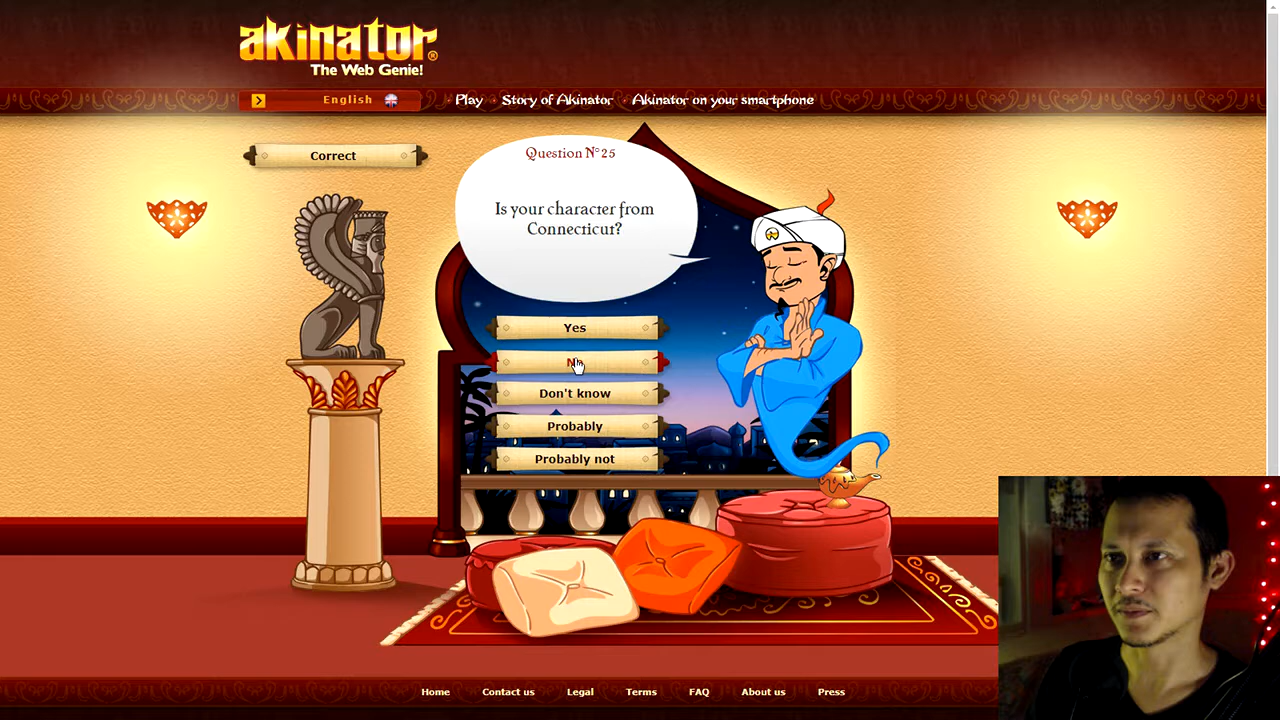 akinator®
The Web Genie!
English
Play · Story of Akinator · Akinator on your smartphone
Correct
Question N°25
Is your character from
Connecticut?
Yes
No
Don't know
Probably
Probably not
Home
Contact us
Legal
Terms
FAQ
About us
Press